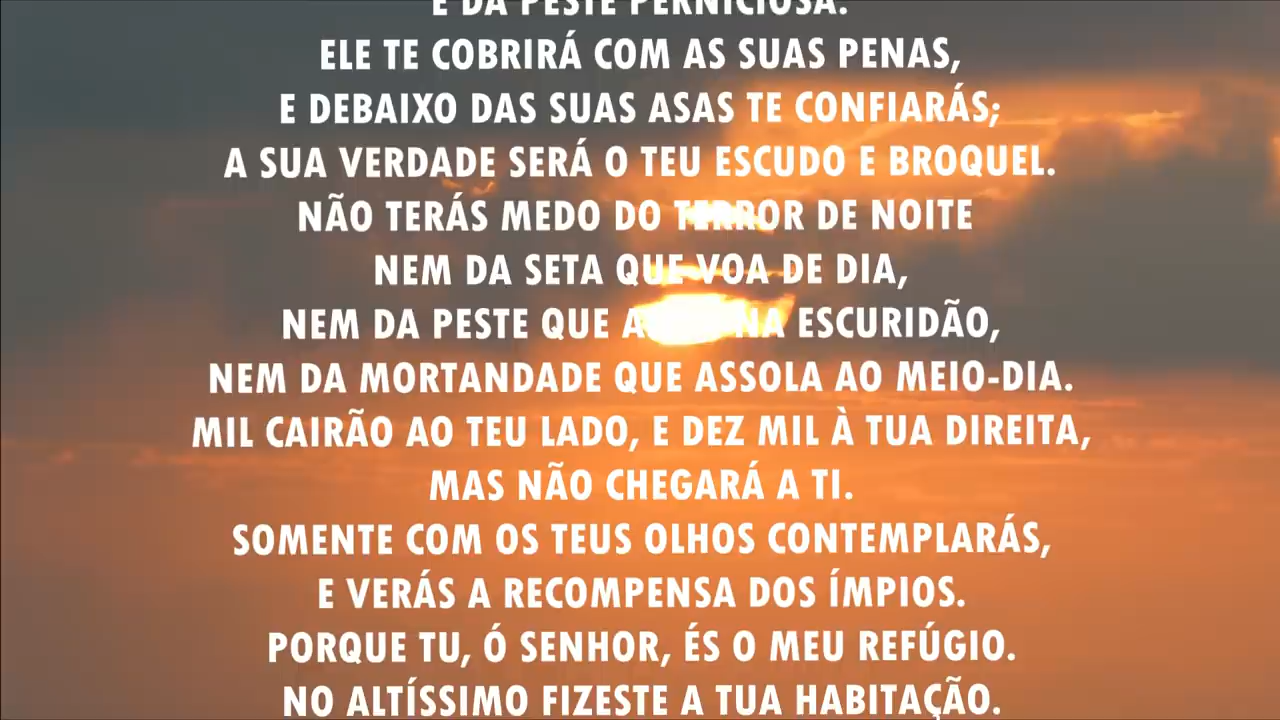 E DA PESTE PERNICIOSA.
ELE TE COBRIRÁ COM AS SUAS PENAS,
E DEBAIXO DAS SUAS ASAS TE CONFIARÁS;
A SUA VERDADE SERÁ O TEU ESCUDO E BROQUEL.
NÃO TERÁS MEDO DO TERROR DE NOITE
NEM DA SETA QUE VOA DE DIA,
NEM DA PESTE QUE NA ESCURIDÃO,
NEM DA MORTANDADE QUE ASSOLA AO MEIO-DIA.
MIL CAIRÃO AO TEU LADO, E DEZ MIL À TUA DIREITA,
MAS NÃO CHEGARÁ A TI.
SOMENTE COM OS TEUS OLHOS CONTEMPLARÁS,
E VERÁS A RECOMPENSA DOS ÍMPIOS.
PORQUE TU, Ó SENHOR, ÉS O MEU REFÚGIO.
NO ALTÍSSIMO FIZESTE A TUA HABITAÇÃO.